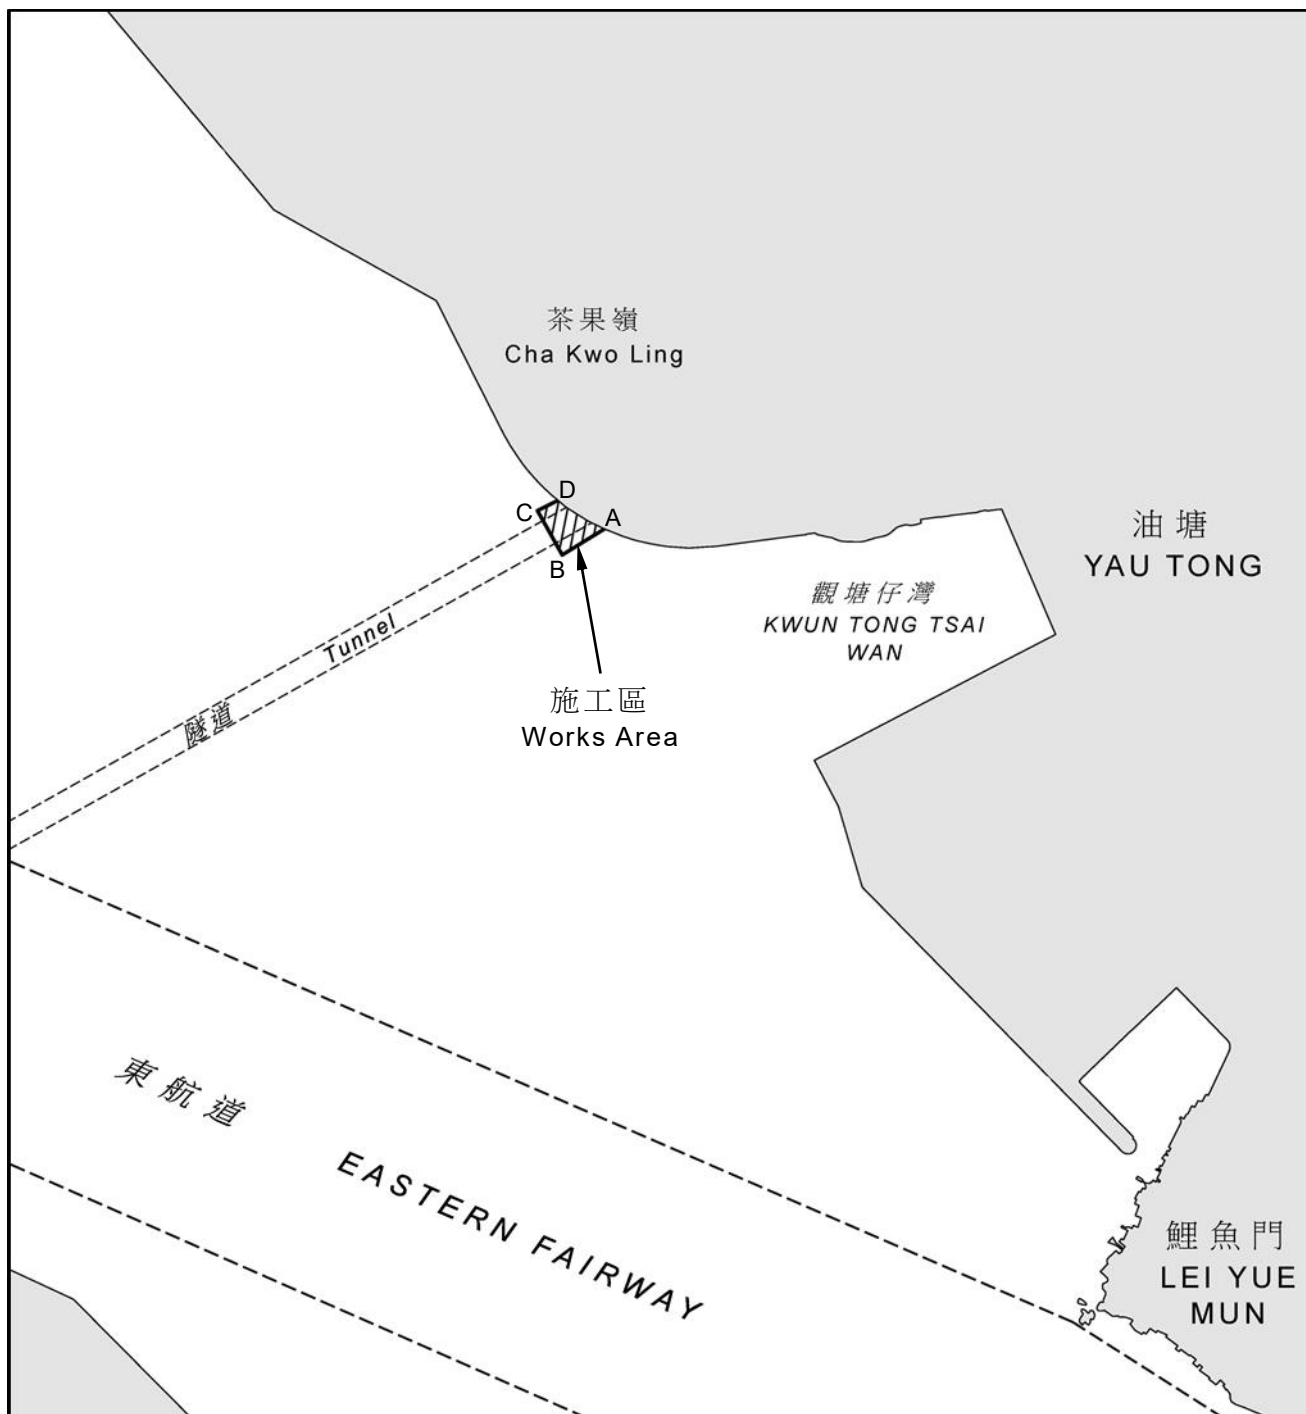 茶果嶺
Cha Kwo Ling
D
C
A
B
油塘
YAU TONG
觀塘仔灣
KWUN TONG TSAI
WAN
Tunnel
隧道
施工區
Works Area
東航道
EASTERN FAIRWAY
鯉魚門
LEI YUE
MUN